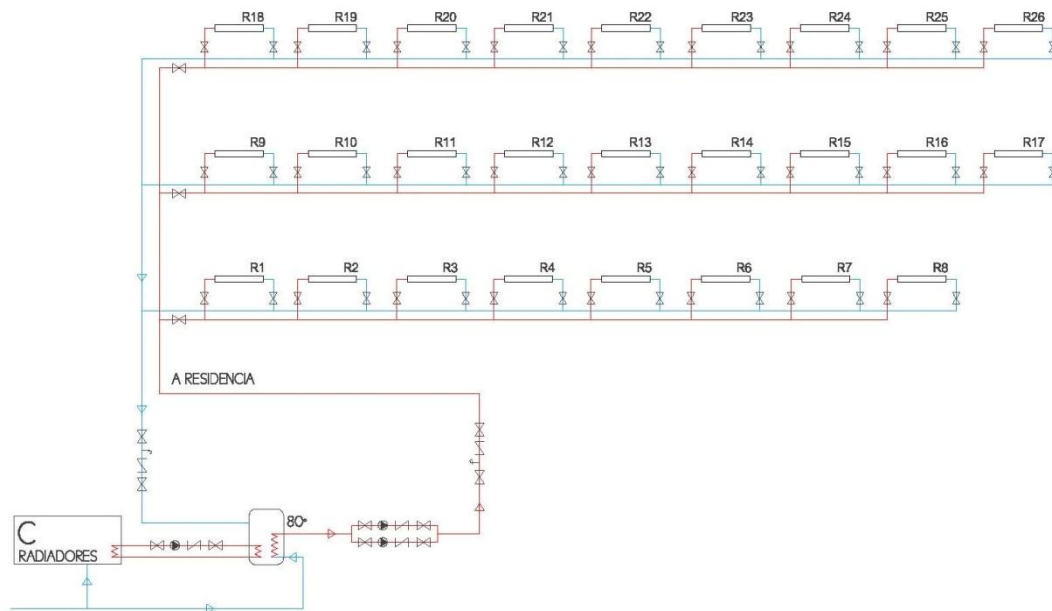 R18 R19 R20 R21 R22 R23 R24 R25 R26
R9 R10 R11 R12 R13 R14 R15 R16 R17
R1 R2 R3 R4 R5 R6 R7 R8
A RESIDENCIA
80º
C
RADIADORES